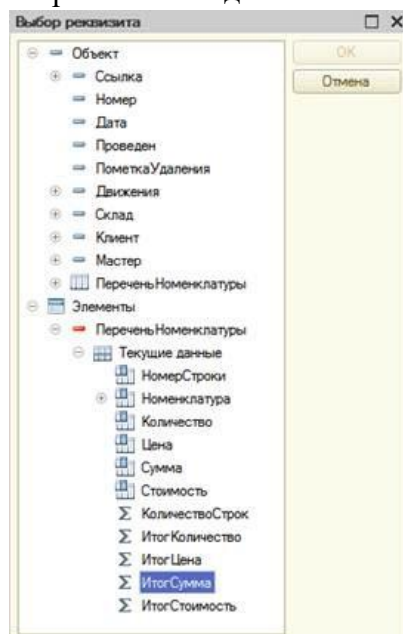 Выбор реквизита
Объект
Ссылка
Номер
Дата
Проведен
ПометкаУдаления
Движения
Склад
Клиент
Мастер
ПереченьНоменклатуры
Элементы
ПереченьНоменклатуры
Текущие данные
НомерСтроки
Номенклатура
Количество
Цена
Сумма
Стоимость
КоличествоСтрок
ИтогКоличество
ИтогЦена
ИтогСумма
ИтогСтоимость
ОК
Отмена